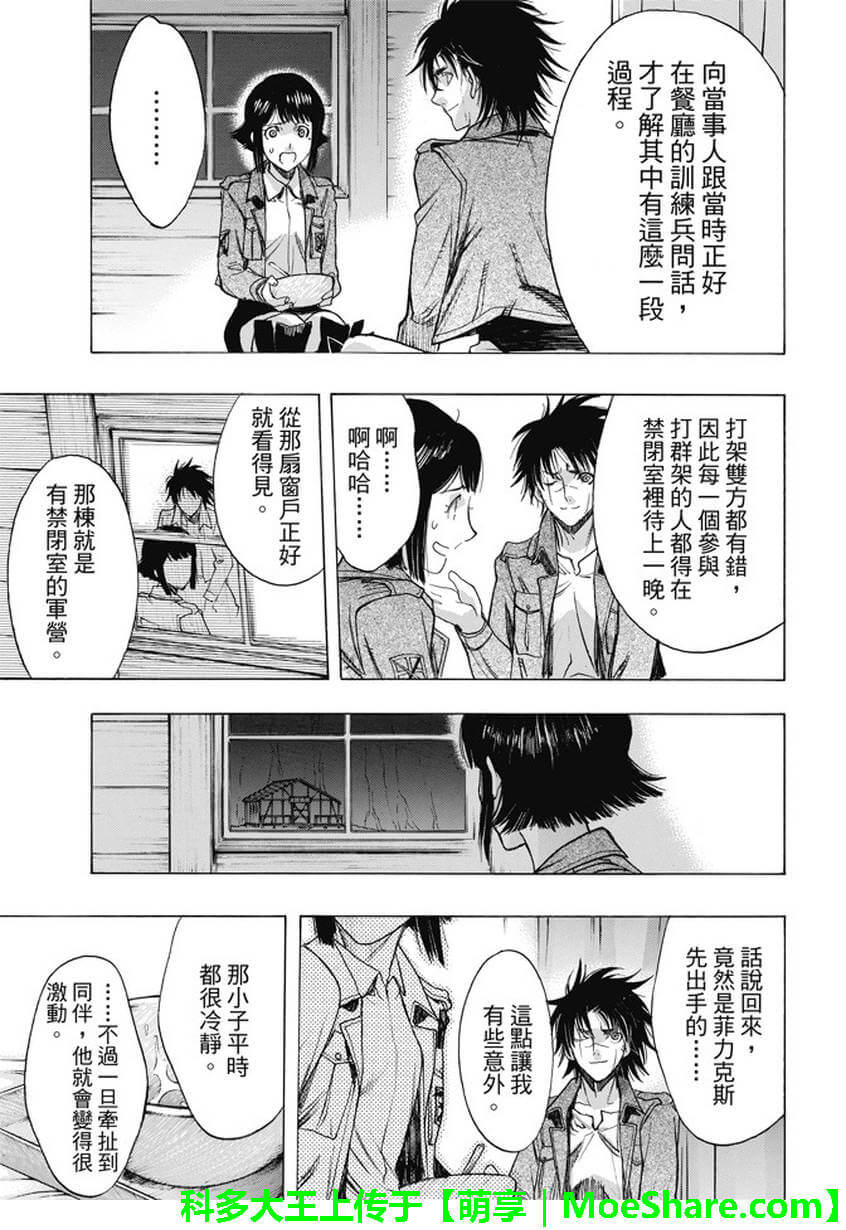 向當事人跟當時正好
在餐廳的訓練兵問話，
才了解其中有這麼一段
過程。
………
打架雙方都有錯，
因此每一個參與
打群架的人都得在
禁閉室裡待上一晚。
啊……
啊哈哈……
從那扇窗戶正好
就看得見。
那棟就是
有禁閉室的軍營。
話說回來，
竟然是菲力克斯
先出手的……
這點讓我
有些意外。
那小子平時
都很冷靜。
……不過一旦牽扯到
同伴，他就會變得很
激動。
科多大王上传于【萌享】MoeShare.com】